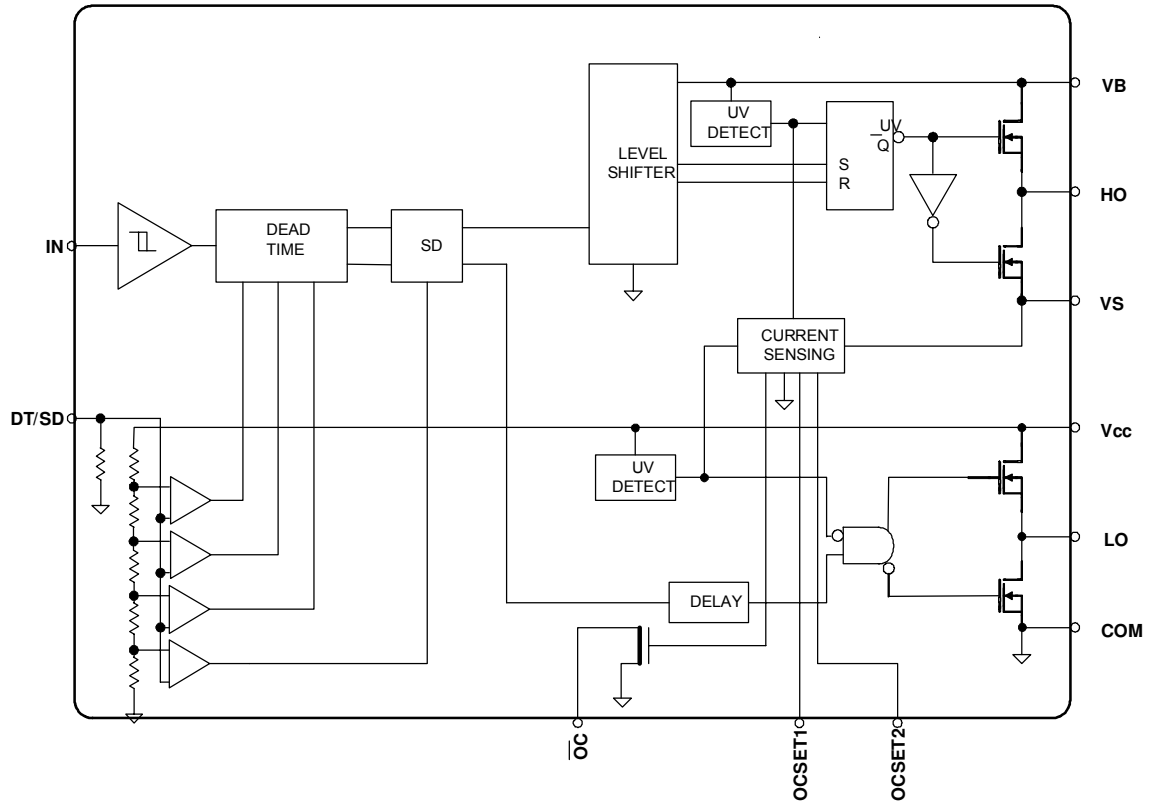 VB
UV
DETECT
UV
Q
LEVEL
SHIFTER
S
R
HO
DEAD
TIME
IN
SD
VS
CURRENT
SENSING
DT/SD
Vcc
UV
DETECT
LO
DELAY
COM
OC
OCSET1
OCSET2